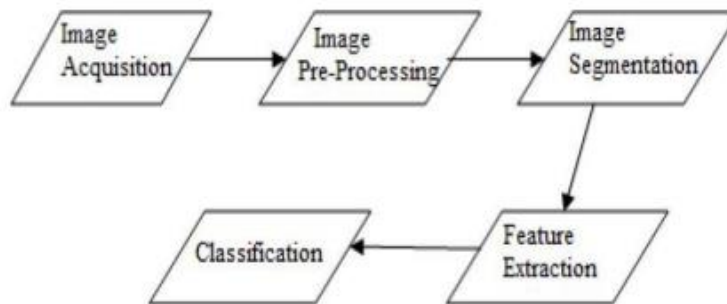 Image
Acquisition
Image
Pre-Processing
Image
Segmentation
Feature
Extraction
Classification